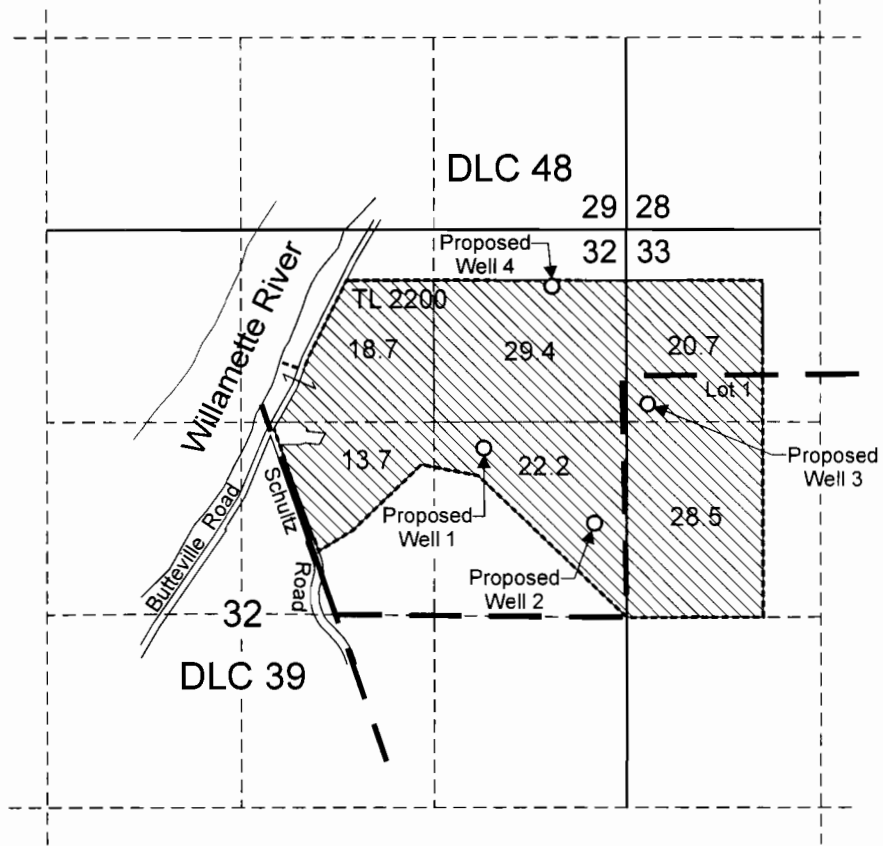 DLC 48
29 28
32 33
Proposed
Well 4
Willamette River
TL 2200
18.7
29.4
20.7
Lot 1
13.7
22.2
Proposed
Well 3
Schultz
Road
Proposed
Well 1
28.5
Butteville Road
Proposed
Well 2
32
DLC 39